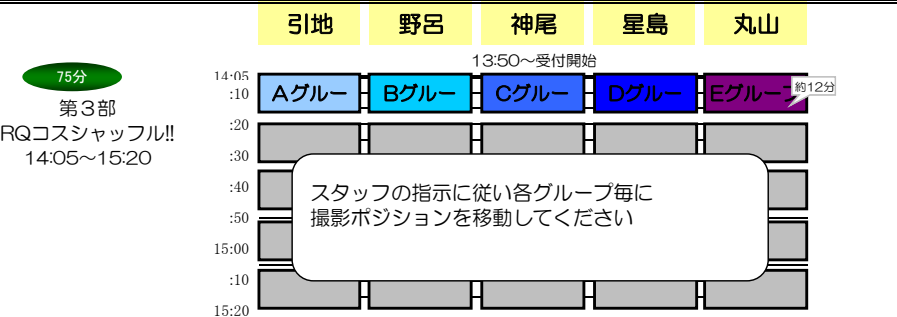 引地 野呂 神尾 星島 丸山
13:50～受付開始
75分
第３部
RQコスシャッフル!!
14:05～15:20
14:05
:10
Aグルー Bグルー Cグルー Dグルー Eグループ
約12分
:20
:30
:40
:50
15:00
:10
15:20
スタッフの指示に従い各グループ毎に
撮影ポジションを移動してください